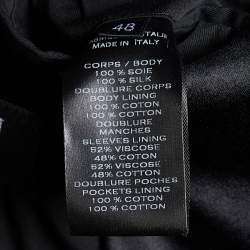 48
MADE IN ITALY
CORPS / BODY
100 % SOIE
100 % SILK
DOUBLURE CORPS
BODY LINING
100 % COTON
100 % COTTON
DOUBLURE
MANCHES
SLEEVES LINING
52% VISCOSE
48% COTON
52% VISCOSE
48% COTTON
DOUBLURE POCHES
POCKETS LINING
100 % COTON
100 % COTTON